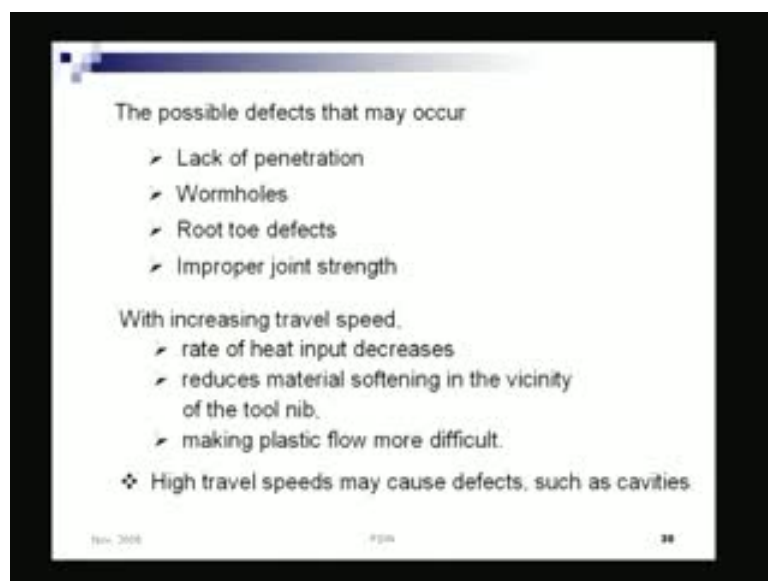 The possible defects that may occur
➢ Lack of penetration
➢ Wormholes
➢ Root toe defects
➢ Improper joint strength
With increasing travel speed,
➢ rate of heat input decreases
➢ reduces material softening in the vicinity
of the tool nib,
➢ making plastic flow more difficult.
❖ High travel speeds may cause defects, such as cavities